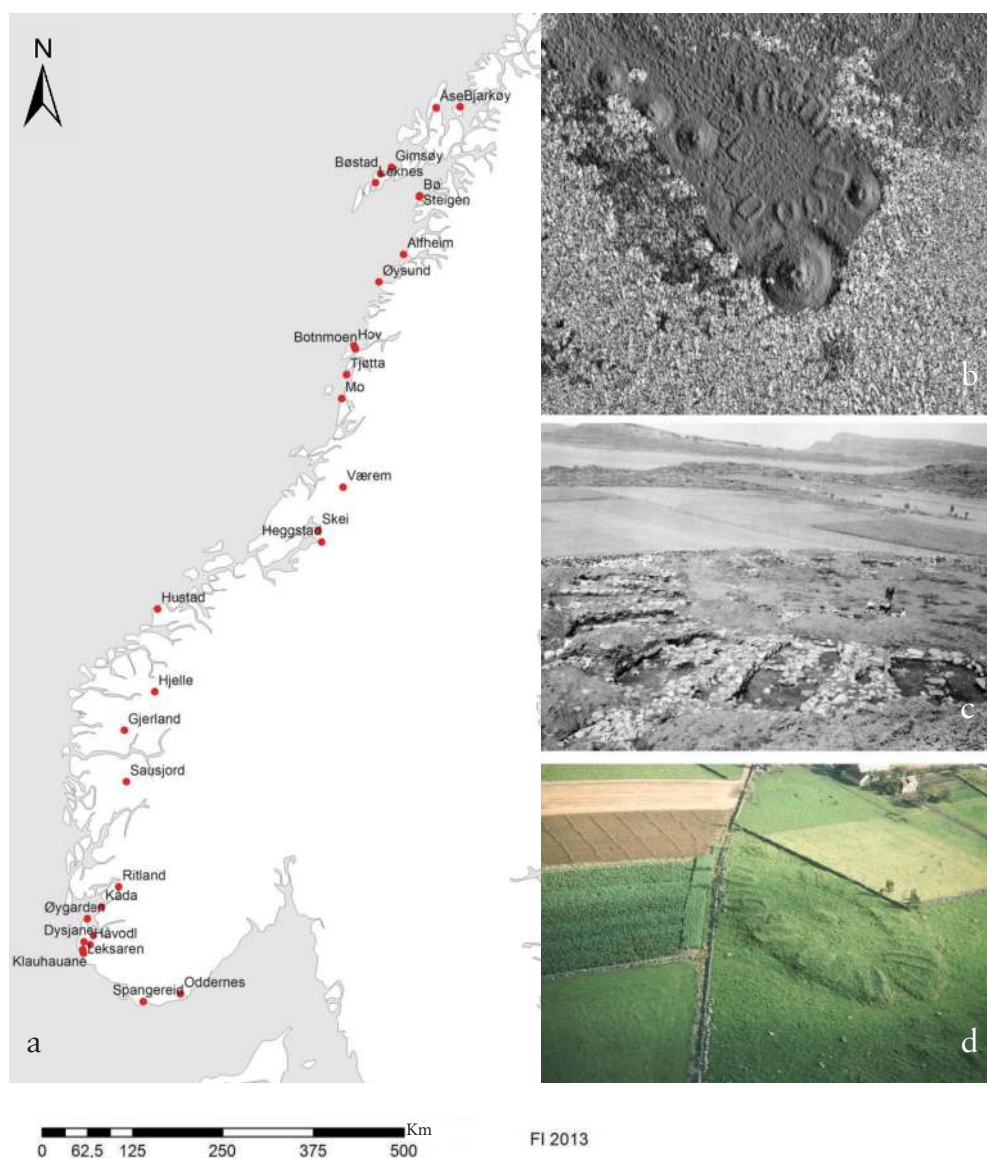 N
Åse Bjarkøy
Gimsøy
Bøstad
Leknes
Bø
Steigen
Alfheim
Øysund
Botnmoen Hov
Tjøtta
Mo
Værem
Skei
Heggstad
Hustad
Hjelle
Gjerland
Sausjord
Ritland
Kåda
Øygarden
Dysjane Håvodl
Leksaren
Klauhauane
Oddernes
Spangereid
a
b
c
d
Km
0 62,5 125 250 375 500
FI 2013